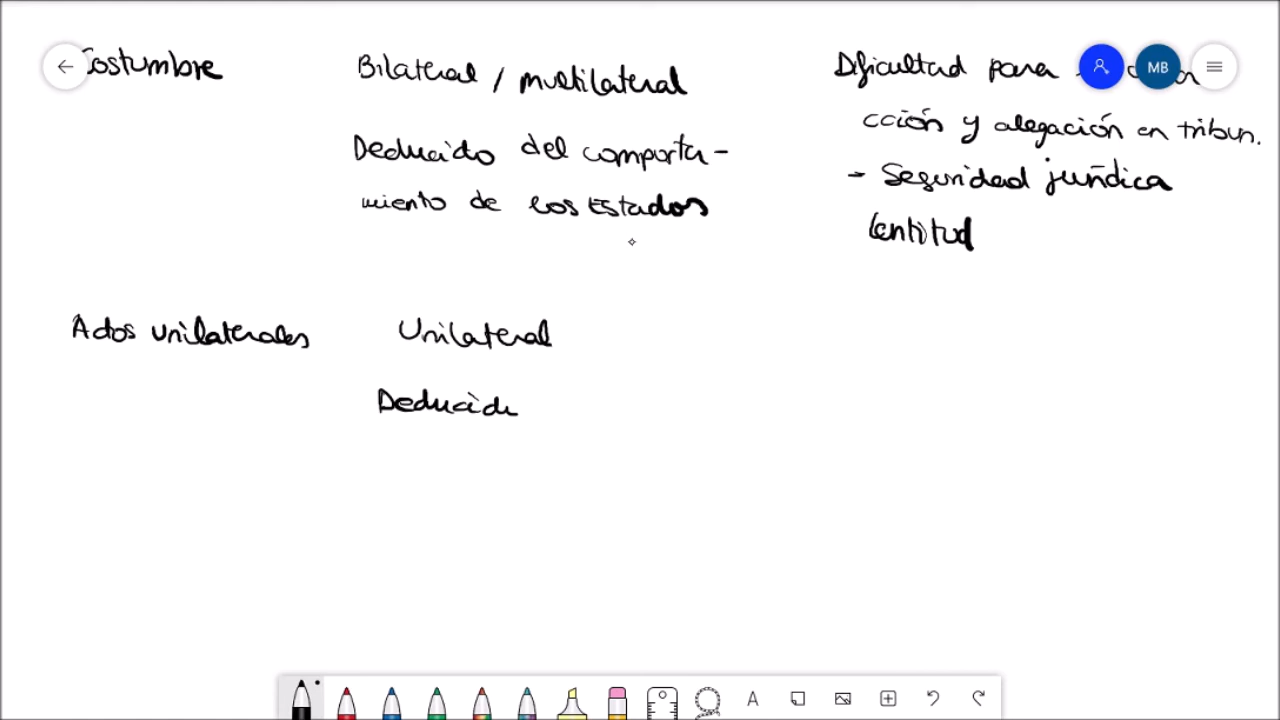 Costumbre
Bilateral / multilateral
Deducido del comporta-
miento de los Estados
Dificultad para
cción y alegación en tribun.
- Seguridad jurídica
lentitud
Actos unilaterales
Unilateral
Deducido
MB
A